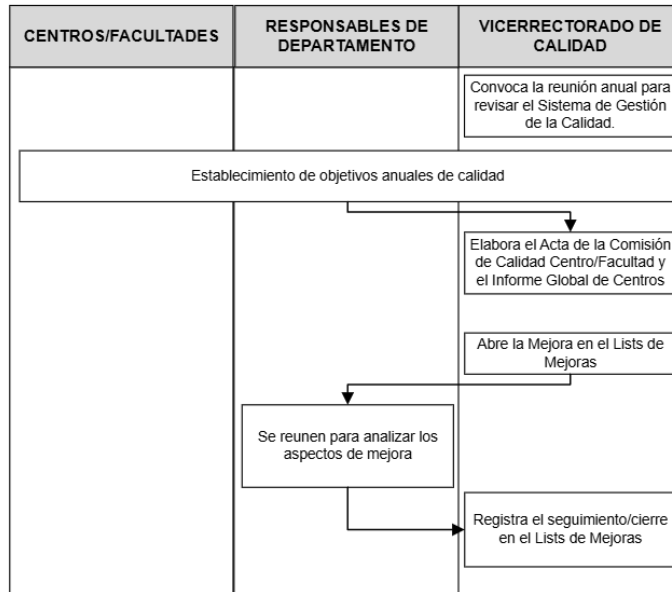 CENTROS/FACULTADES
RESPONSABLES DE
DEPARTAMENTO
VICERRECTORADO DE
CALIDAD
Convoca la reunión anual para
revisar el Sistema de Gestión
de la Calidad.
Establecimiento de objetivos anuales de calidad
Elabora el Acta de la Comisión
de Calidad Centro/Facultad y
el Informe Global de Centros
Abre la Mejora en el Lists de
Mejoras
Se reunen para analizar los
aspectos de mejora
Registra el seguimiento/cierre
en el Lists de Mejoras